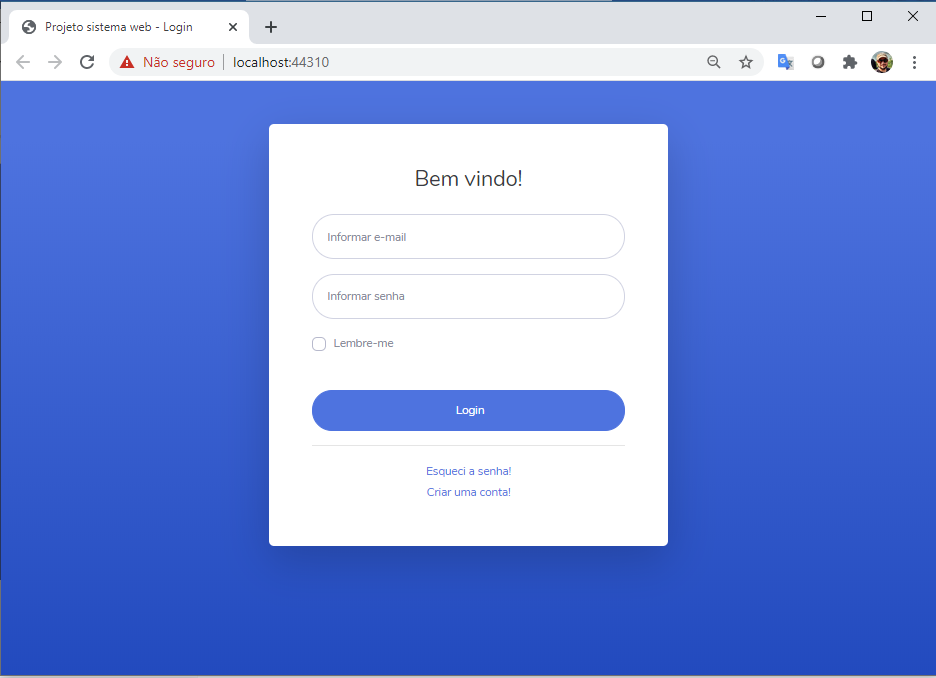 Projeto sistema web - Login
Não seguro
localhost:44310
Bem vindo!
Informar e-mail
Informar senha
Lembre-me
Login
Esqueci a senha!
Criar uma conta!